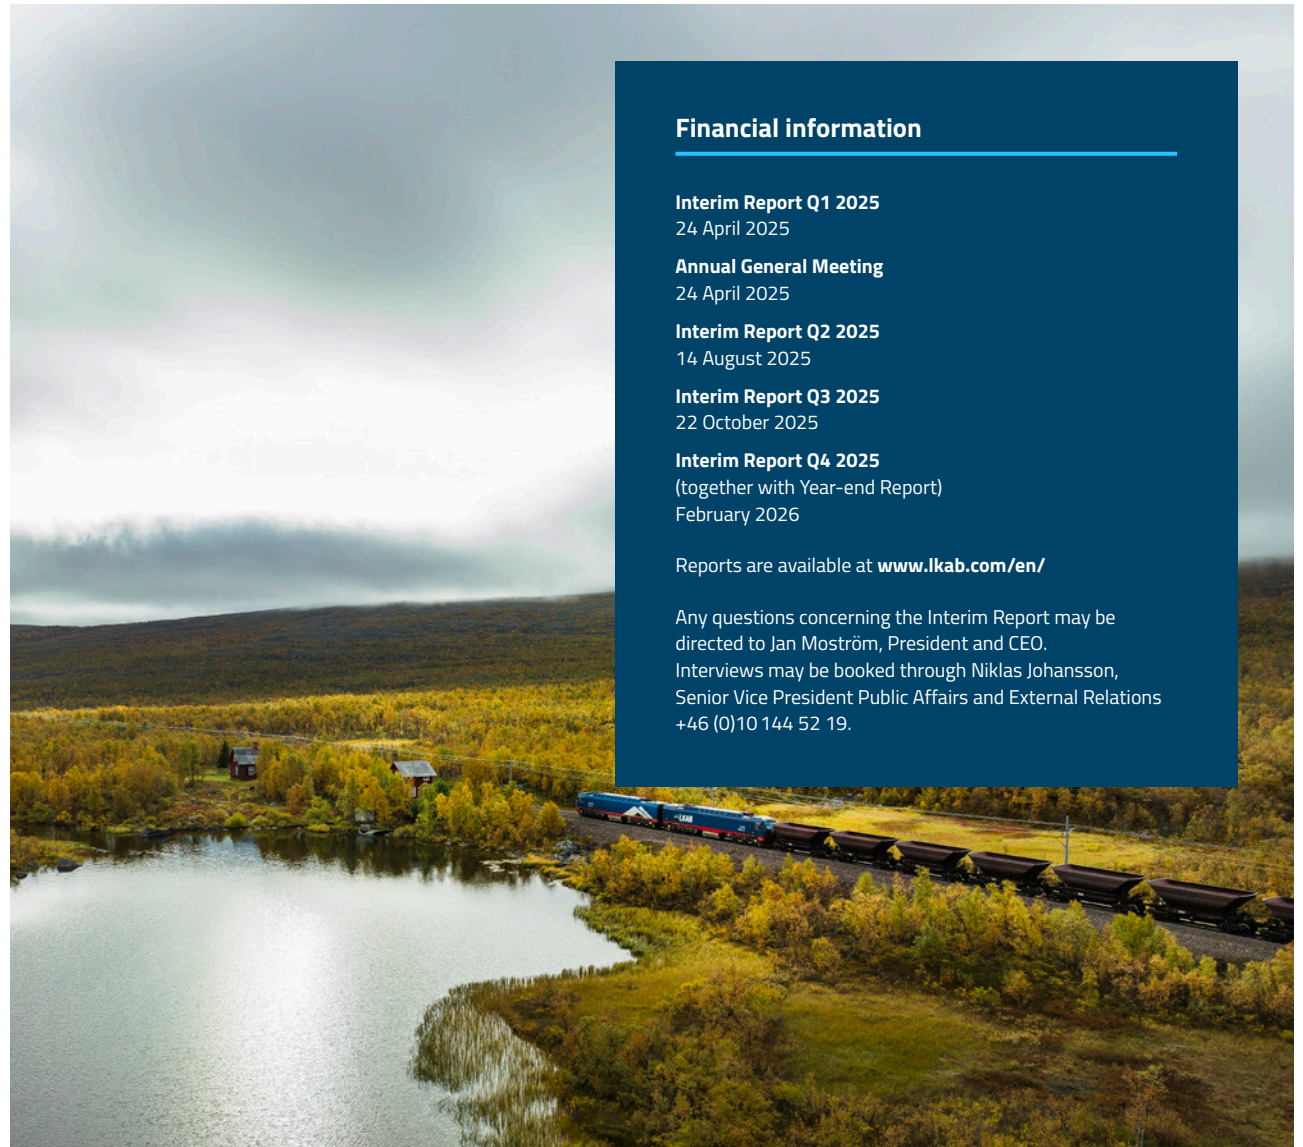 Financial information
Interim Report Q1 2025
24 April 2025
Annual General Meeting
24 April 2025
Interim Report Q2 2025
14 August 2025
Interim Report Q3 2025
22 October 2025
Interim Report Q4 2025
(together with Year-end Report)
February 2026
Reports are available at www.lkab.com/en/
Any questions concerning the Interim Report may be
directed to Jan Moström, President and CEO.
Interviews may be booked through Niklas Johansson,
Senior Vice President Public Affairs and External Relations
+46 (0)10 144 52 19.
LKAB